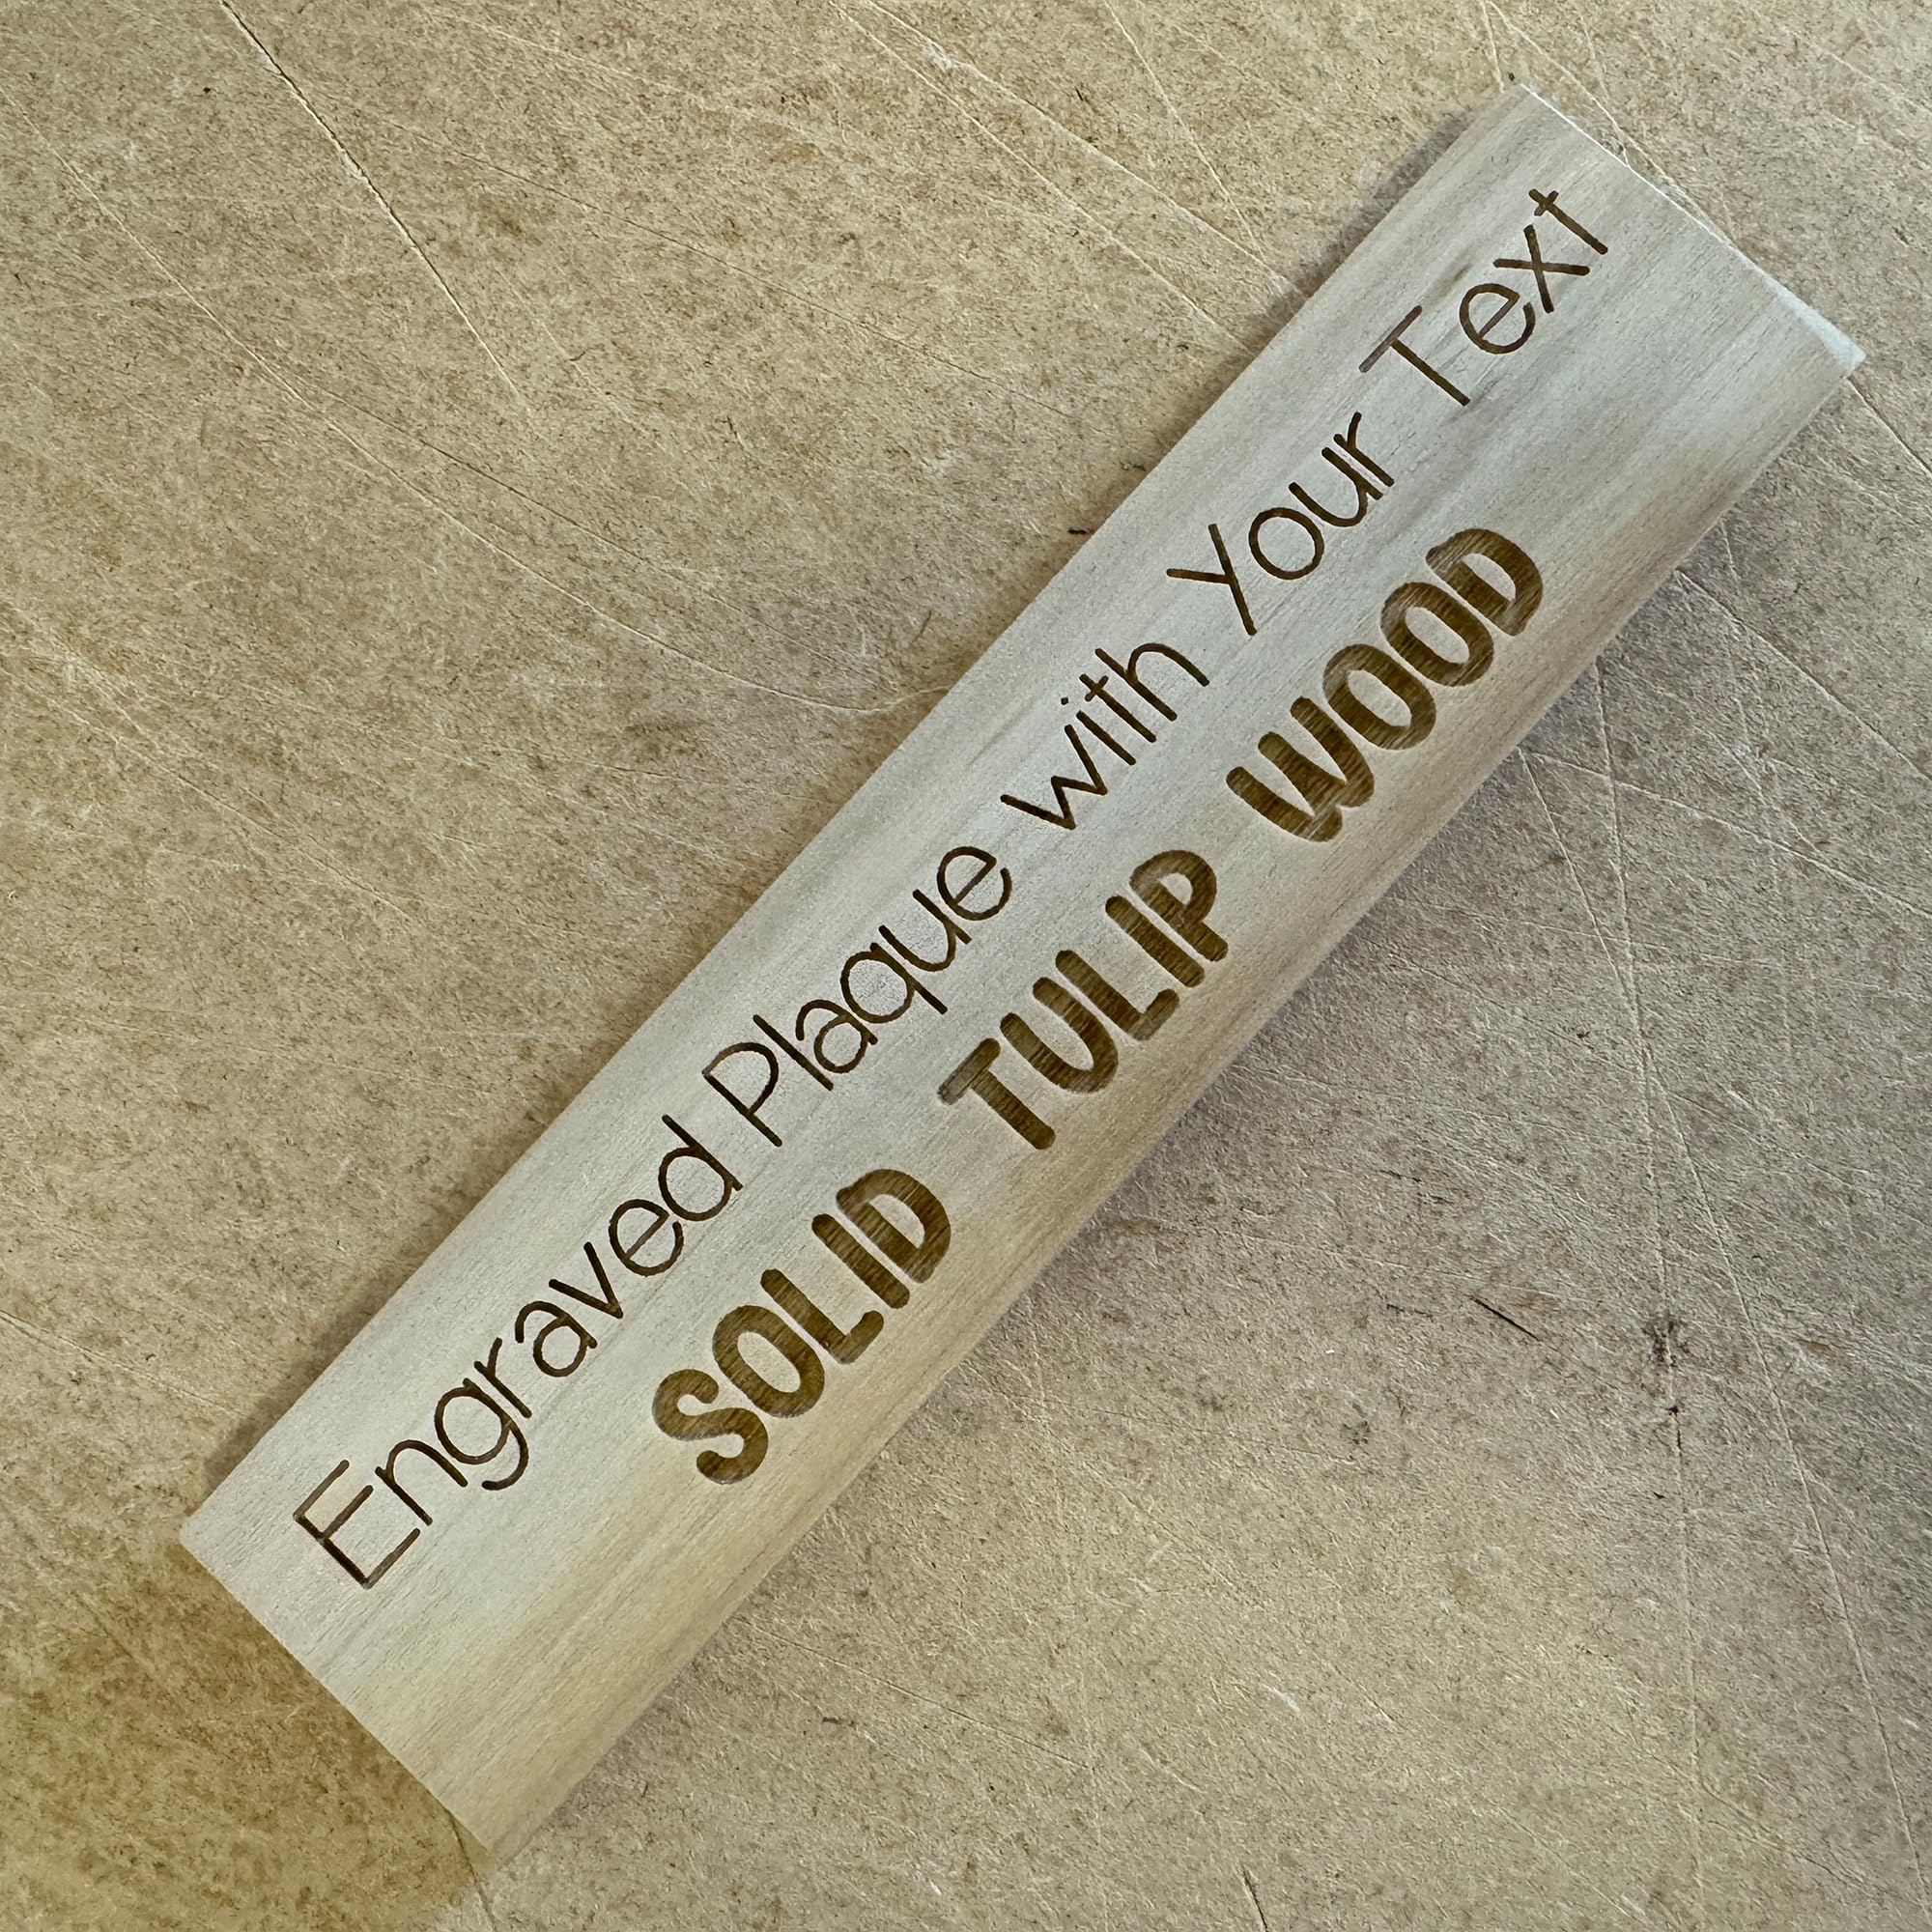 Engraved Plaque with Your Text
SOLID TULIP WOOD